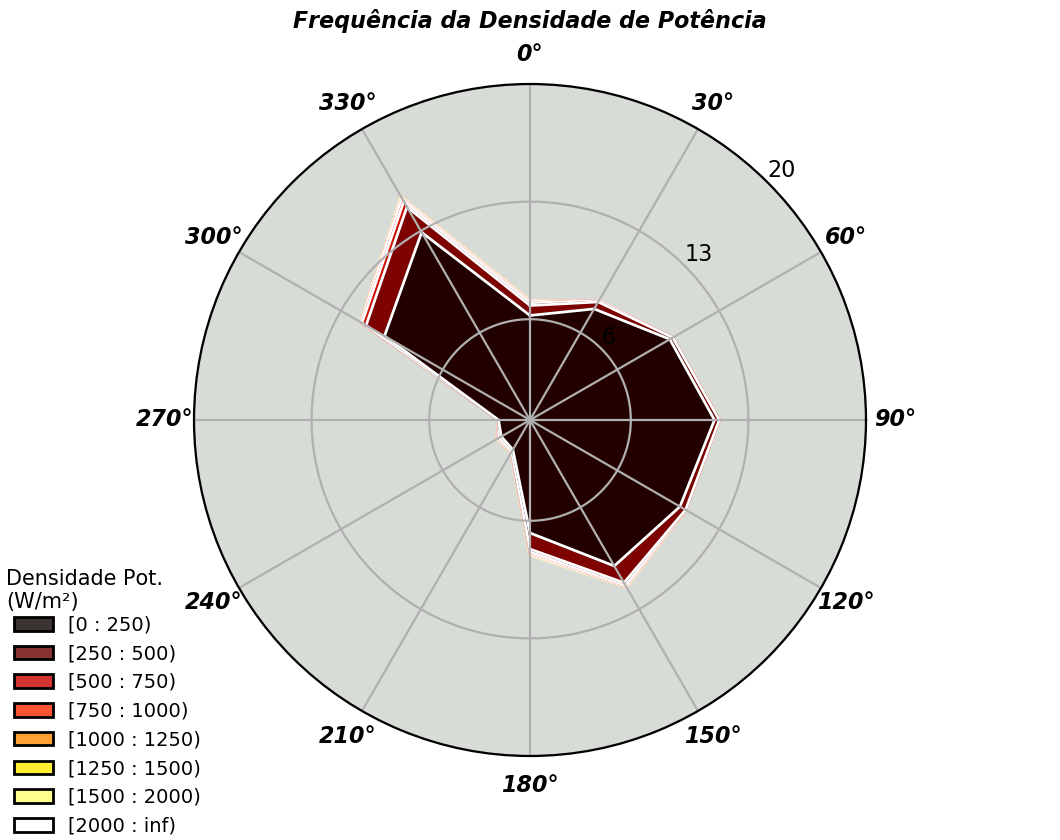 Frequência da Densidade de Potência
0°
330°
30°
20
300°
60°
13
6
270°
90°
240°
120°
210°
150°
180°
Densidade Pot.
(W/m²)
[0 : 250)
[250 : 500)
[500 : 750)
[750 : 1000)
[1000 : 1250)
[1250 : 1500)
[1500 : 2000)
[2000 : inf)